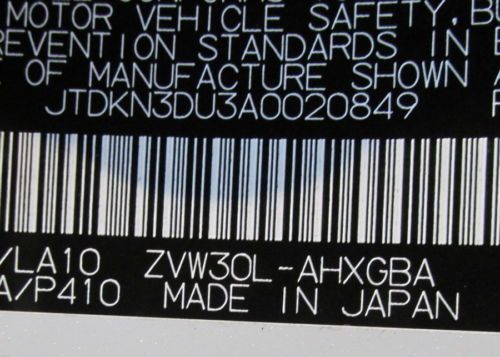 MOTOR VEHICLE SAFETY, B
REVENTION STANDARDS IN E
E OF MANUFACTURE SHOWN
JTDKN3DU3A0020849
/LA10 ZVW30L-AHXGBA
A/P410 MADE IN JAPAN